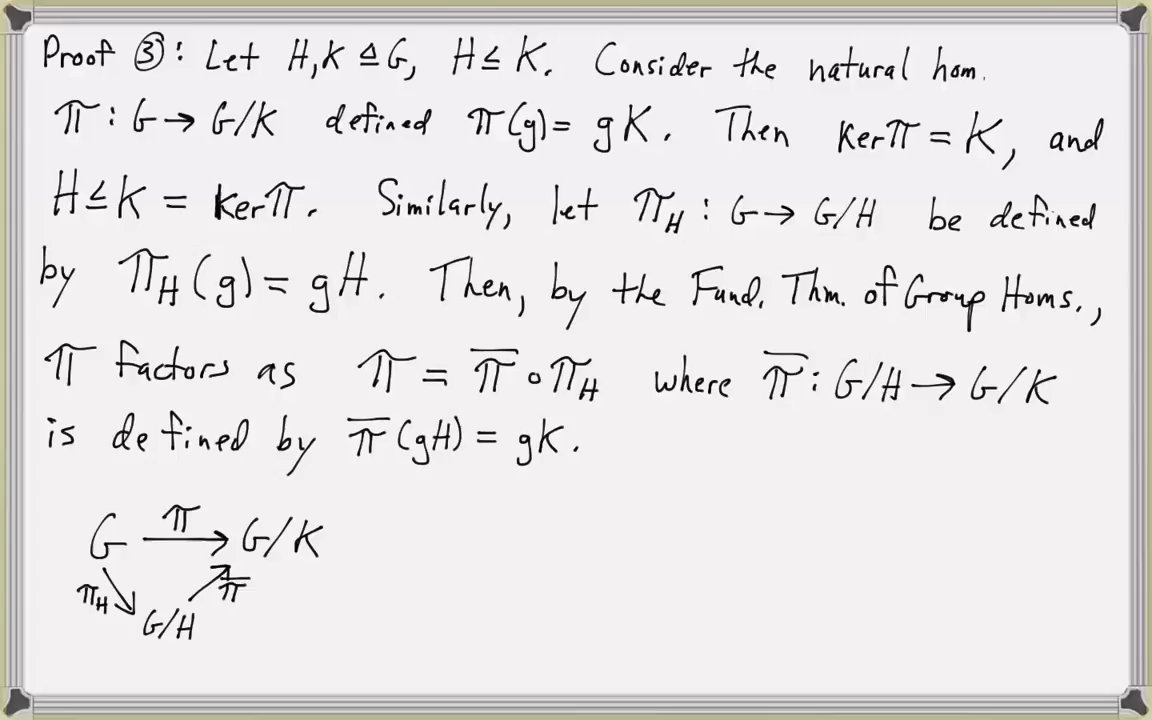 Proof ③: Let H,K ⊴ G, H ≤ K. Consider the natural hom.
π : G → G/K defined π(g) = gK. Then kerπ = K, and
H ≤ K = kerπ. Similarly, let π_H : G → G/H be defined
by π_H(g) = gH. Then, by the Fund. Thm. of Group Homs.,
π factors as π = π̅ ∘ π_H where π̅ : G/H → G/K
is defined by π̅(gH) = gK.
G π→ G/K
π_H ↘ ↗ π̅
G/H